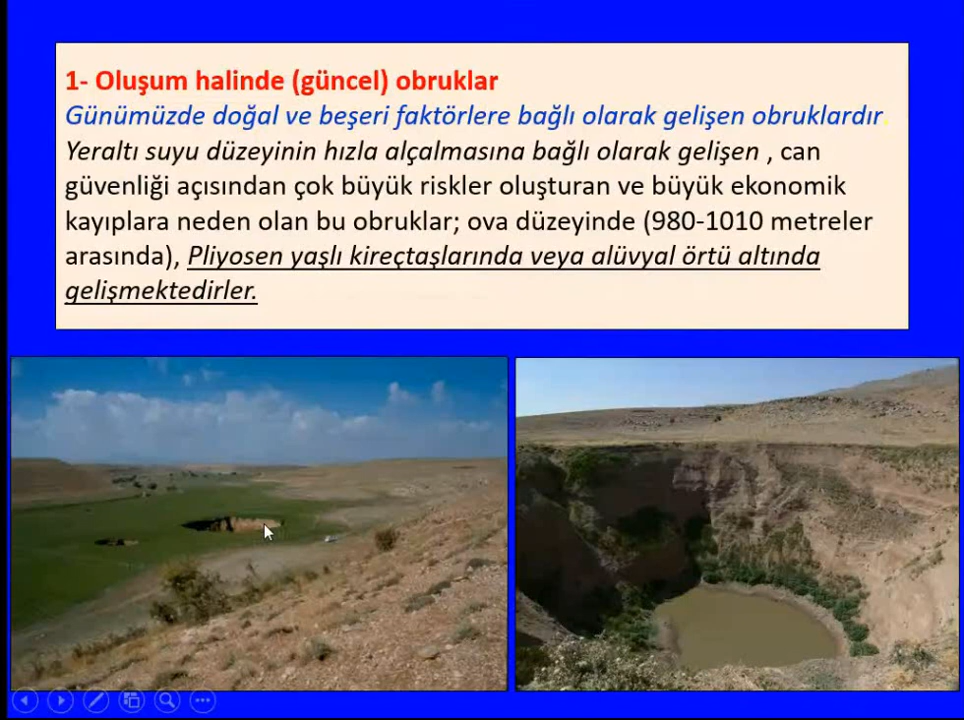 1- Oluşum halinde (güncel) obruklar
Günümüzde doğal ve beşeri faktörlere bağlı olarak gelişen obruklardır.
Yeraltı suyu düzeyinin hızla alçalmasına bağlı olarak gelişen , can
güvenliği açısından çok büyük riskler oluşturan ve büyük ekonomik
kayıplara neden olan bu obruklar; ova düzeyinde (980-1010 metreler
arasında), Pliyosen yaşlı kireçtaşlarında veya alüvyal örtü altında
gelişmektedirler.